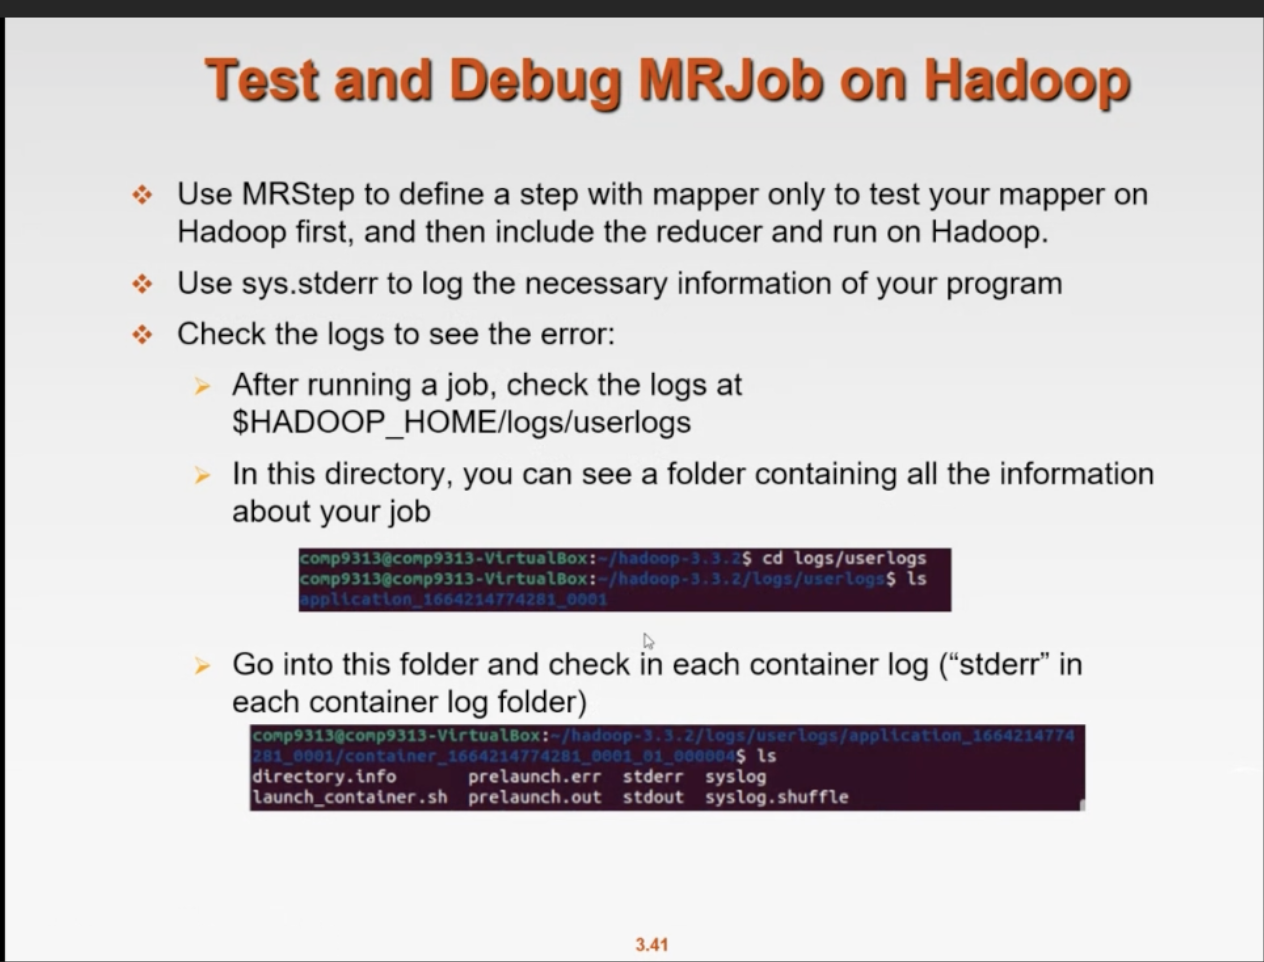 Test and Debug MRJob on Hadoop
Use MRStep to define a step with mapper only to test your mapper on
Hadoop first, and then include the reducer and run on Hadoop.
Use sys.stderr to log the necessary information of your program
Check the logs to see the error:
After running a job, check the logs at
$HADOOP_HOME/logs/userlogs
In this directory, you can see a folder containing all the information
about your job
comp9313@comp9313-VirtualBox:~/hadoop-3.3.2$ cd logs/userlogs
comp9313@comp9313-VirtualBox:~/hadoop-3.3.2/logs/userlogs$ ls
application_1664214774281_0001
Go into this folder and check in each container log (“stderr” in
each container log folder)
comp9313@comp9313-VirtualBox:~/hadoop-3.3.2/logs/userlogs/application_1664214774
281_0001/container_1664214774281_0001_01_000004$ ls
directory.info prelaunch.err stderr syslog
launch_container.sh prelaunch.out stdout syslog.shuffle
3.41